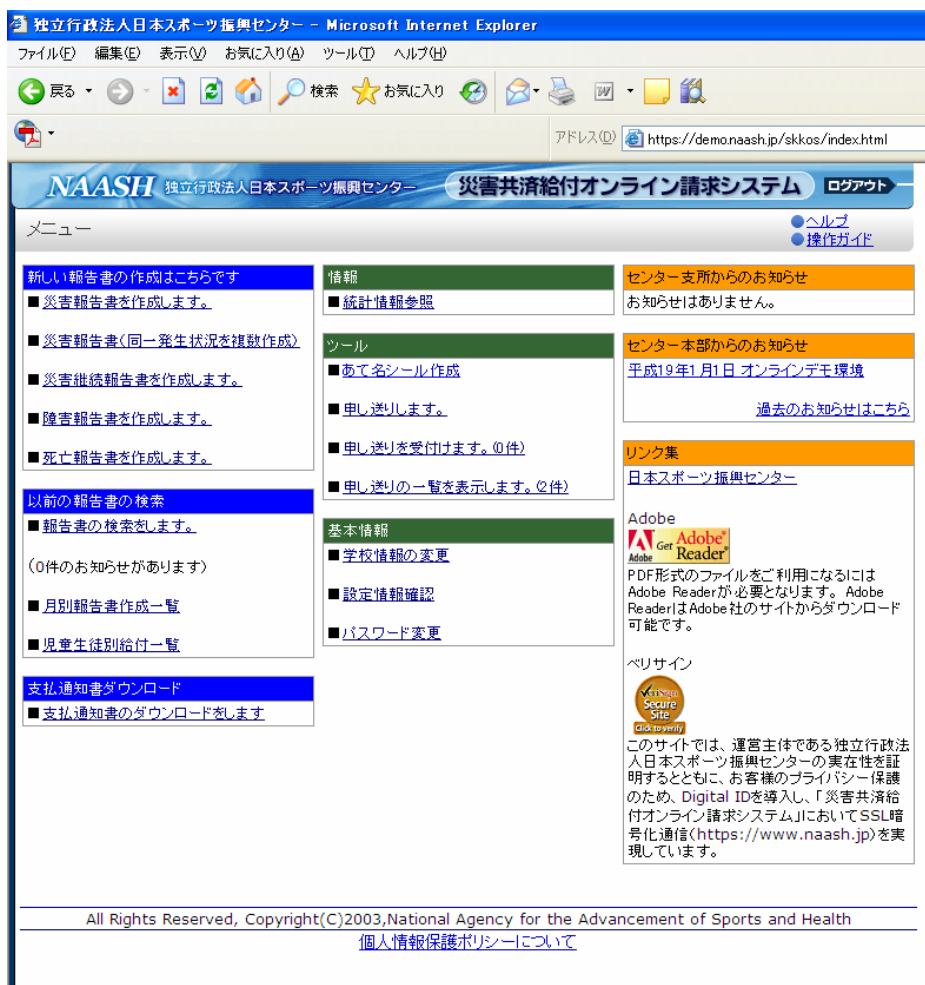 独立行政法人日本スポーツ振興センター - Microsoft Internet Explorer
ファイル(F) 編集(E) 表示(V) お気に入り(A) ツール(T) ヘルプ(H)
戻る 検索 お気に入り
アドレス(D) https://demo.naash.jp/skkos/index.html
NAASH 独立行政法人日本スポーツ振興センター 災害共済給付オンライン請求システム ログアウト
メニュー
●ヘルプ
●操作ガイド
新しい報告書の作成はこちらです
■災害報告書を作成します。
■災害報告書(同一発生状況を複数作成)
■災害継続報告書を作成します。
■障害報告書を作成します。
■死亡報告書を作成します。
以前の報告書の検索
■報告書の検索をします。
(0件のお知らせがあります)
■月別報告書作成一覧
■児童生徒別給付一覧
支払通知書ダウンロード
■支払通知書のダウンロードをします
情報
■統計情報参照
ツール
■あて名シール作成
■申し送りします。
■申し送りを受付けます。(0件)
■申し送りの一覧を表示します。(2件)
基本情報
■学校情報の変更
■設定情報確認
■パスワード変更
センター支所からのお知らせ
お知らせはありません。
センター本部からのお知らせ
平成19年1月1日 オンラインデモ環境
過去のお知らせはこちら
リンク集
日本スポーツ振興センター
Adobe
Adobe Get Adobe Reader
PDF形式のファイルをご利用になるには
Adobe Readerが必要となります。Adobe
ReaderはAdobe社のサイトからダウンロード
可能です。
ベリサイン
VeriSign
Secure
Site
Click to verify
このサイトでは、運営主体である独立行政法
人日本スポーツ振興センターの実在性を証
明するとともに、お客様のプライバシー保護
のため、Digital IDを導入し、「災害共済給
付オンライン請求システム」においてSSL暗
号化通信(https://www.naash.jp)を実
現しています。
All Rights Reserved, Copyright(C)2003,National Agency for the Advancement of Sports and Health
個人情報保護ポリシーについて